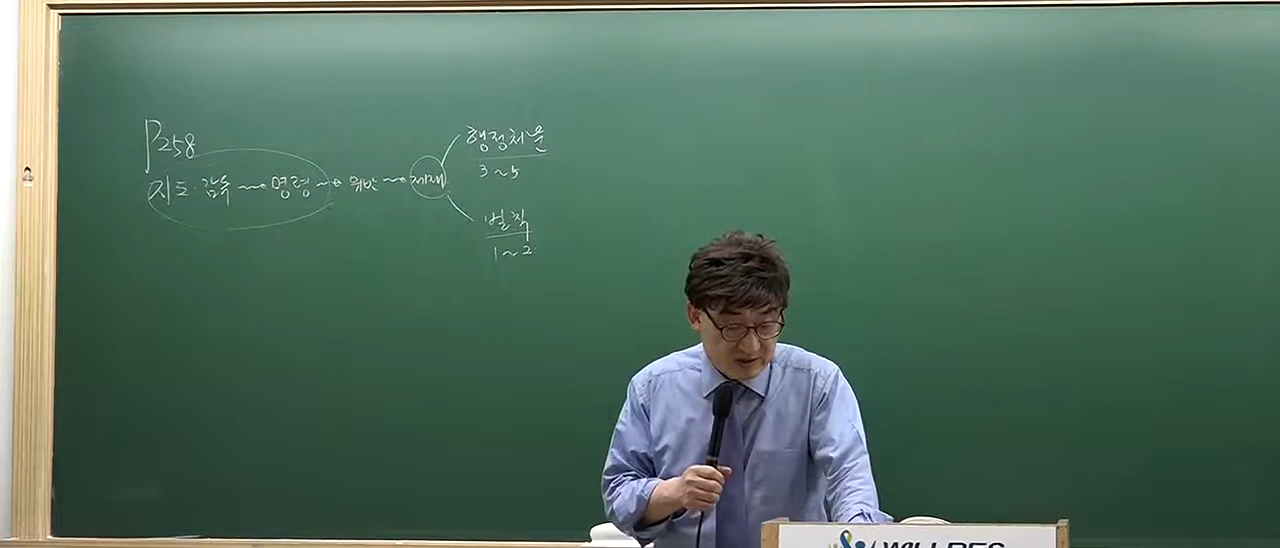 P258
지도·감독 → 명령 → 위반 → 제재
행정처분
3~5
벌칙
1~2
WILLBES